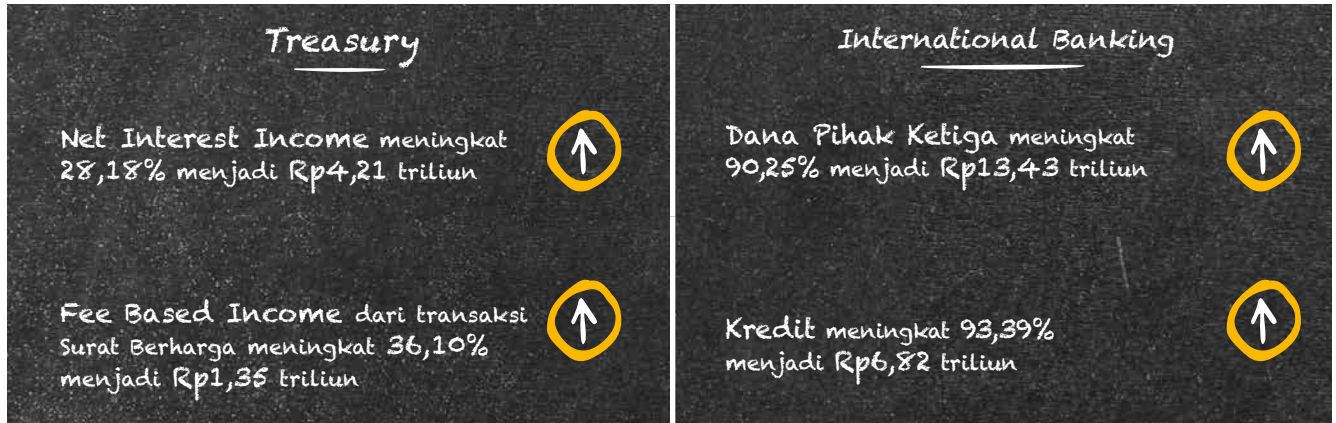 Treasury
Net Interest Income meningkat
28,18% menjadi Rp4,21 triliun
Fee Based Income dari transaksi
Surat Berharga meningkat 36,10%
menjadi Rp1,35 triliun
International Banking
Dana Pihak Ketiga meningkat
90,25% menjadi Rp13,43 triliun
Kredit meningkat 93,39%
menjadi Rp6,82 triliun